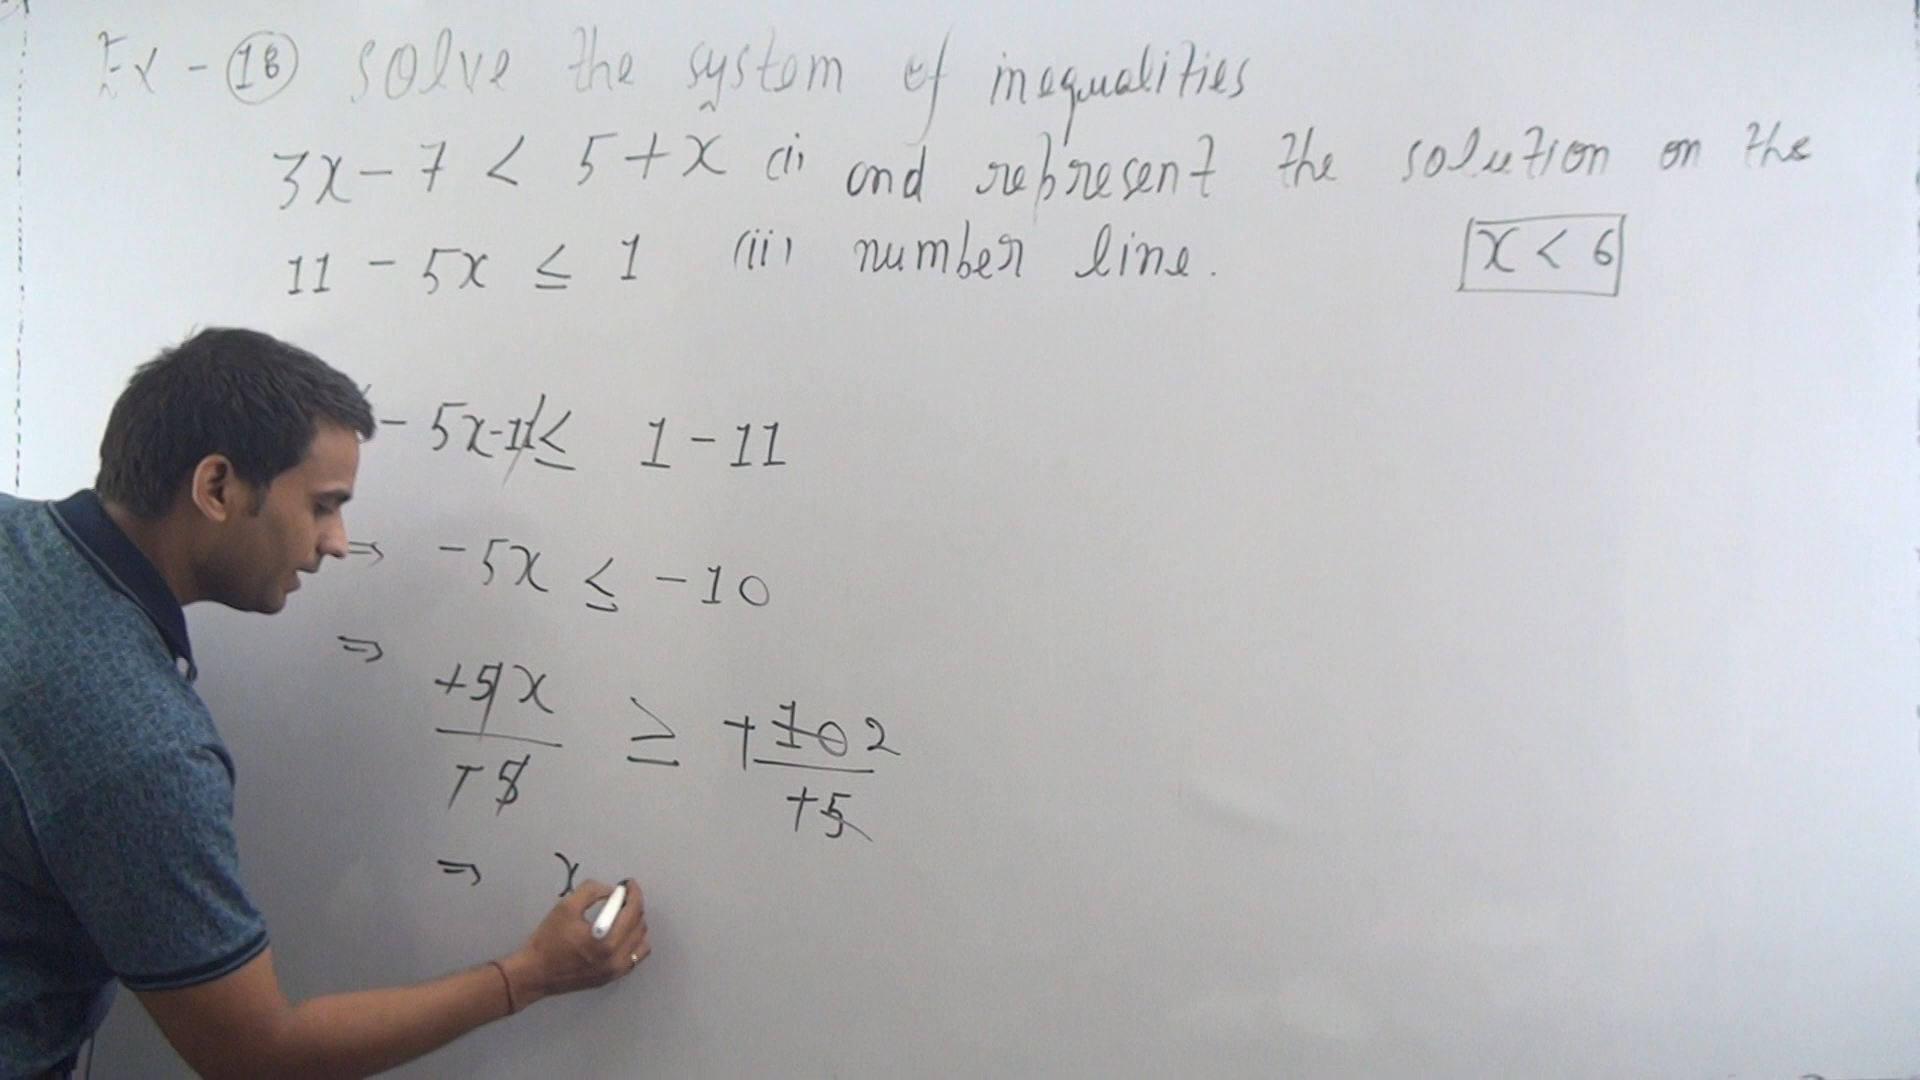 Ex - 18 solve the system of inequalities
3x - 7 < 5 + x (i) and represent the solution on the
11 - 5x ≤ 1 (ii) number line.
x < 6
- 5x - 11 ≤ 1 - 11
⇒ -5x ≤ -10
⇒ +5x / +5 ≥ +10 2 / +5
⇒ x